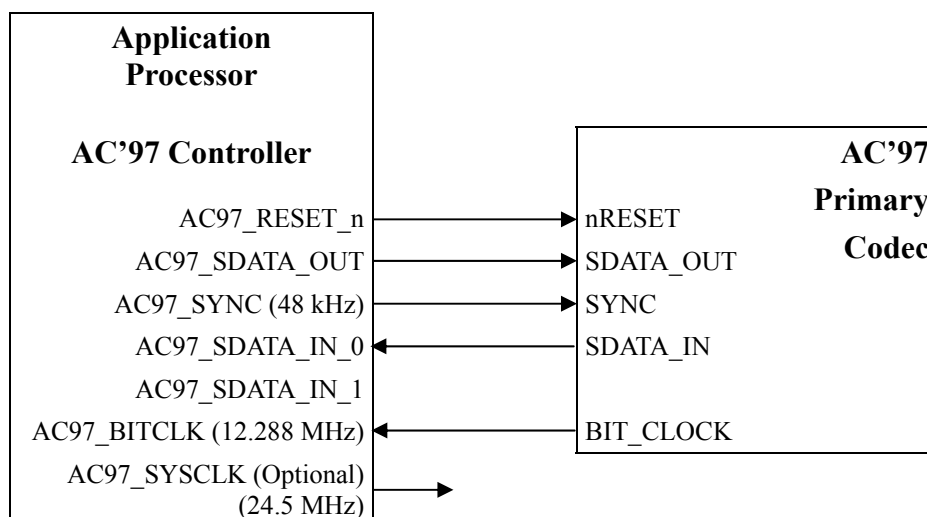 Application
Processor
AC’97 Controller
AC97_RESET_n
AC97_SDATA_OUT
AC97_SYNC (48 kHz)
AC97_SDATA_IN_0
AC97_SDATA_IN_1
AC97_BITCLK (12.288 MHz)
AC97_SYSCLK (Optional)
(24.5 MHz)
AC’97
Primary
Codec
nRESET
SDATA_OUT
SYNC
SDATA_IN
BIT_CLOCK